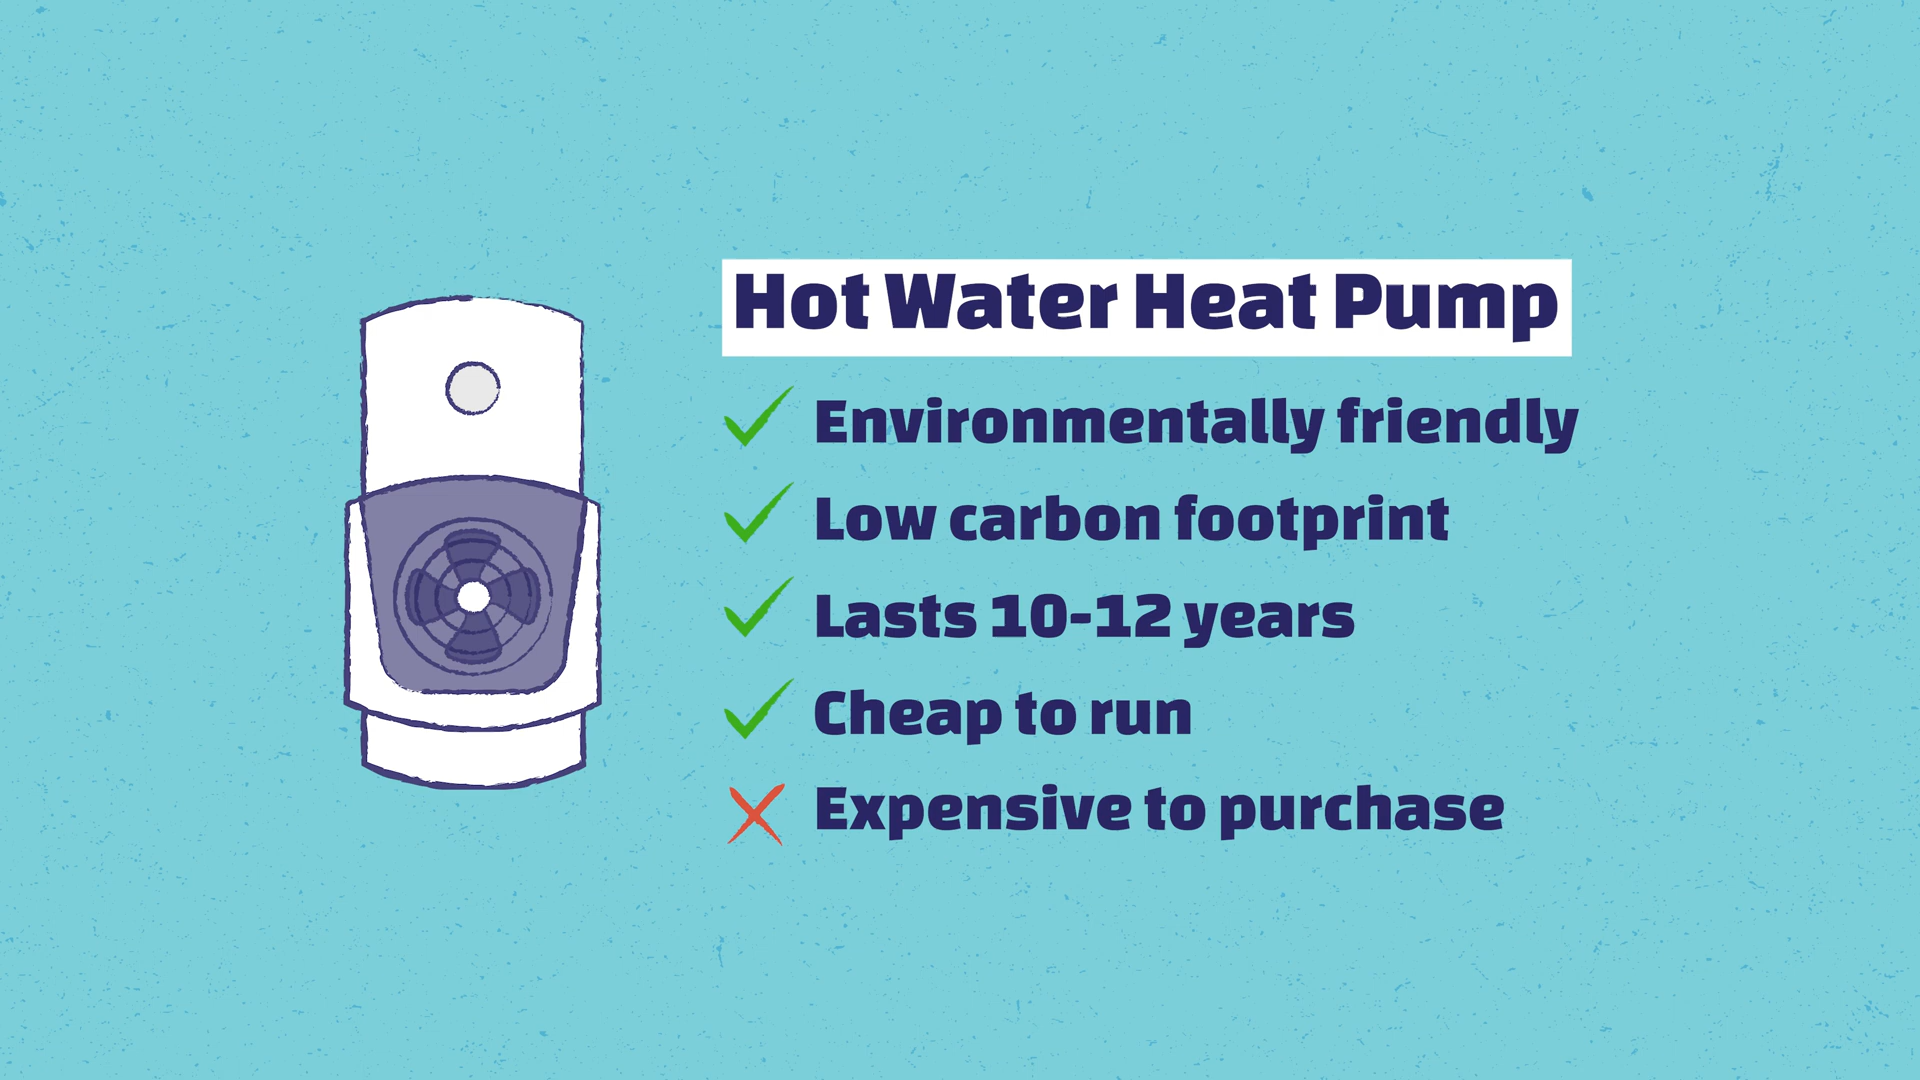 Hot Water Heat Pump
Environmentally friendly
Low carbon footprint
Lasts 10-12 years
Cheap to run
Expensive to purchase